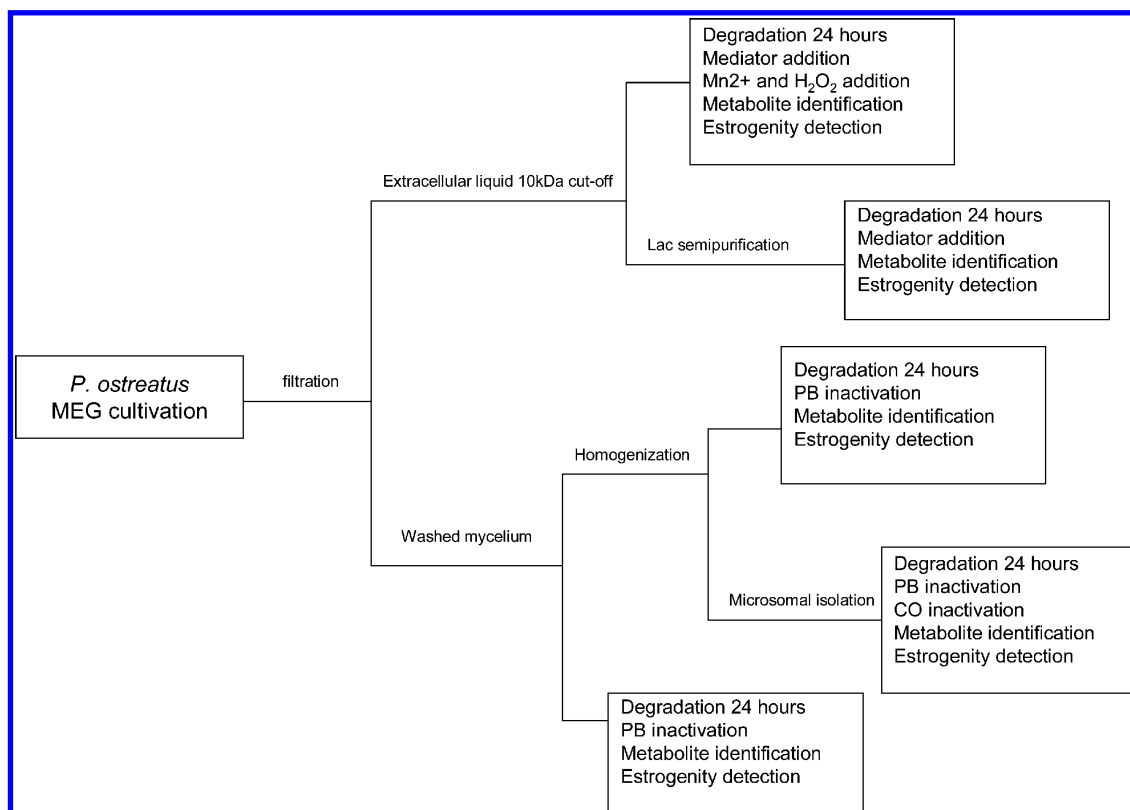 Degradation 24 hours
Mediator addition
Mn2+ and H₂O₂ addition
Metabolite identification
Estrogenity detection
Extracellular liquid 10kDa cut-off
Lac semipurification
Degradation 24 hours
Mediator addition
Metabolite identification
Estrogenity detection
P. ostreatus
MEG cultivation
filtration
Degradation 24 hours
PB inactivation
Metabolite identification
Estrogenity detection
Homogenization
Washed mycelium
Microsomal isolation
Degradation 24 hours
PB inactivation
CO inactivation
Metabolite identification
Estrogenity detection
Degradation 24 hours
PB inactivation
Metabolite identification
Estrogenity detection